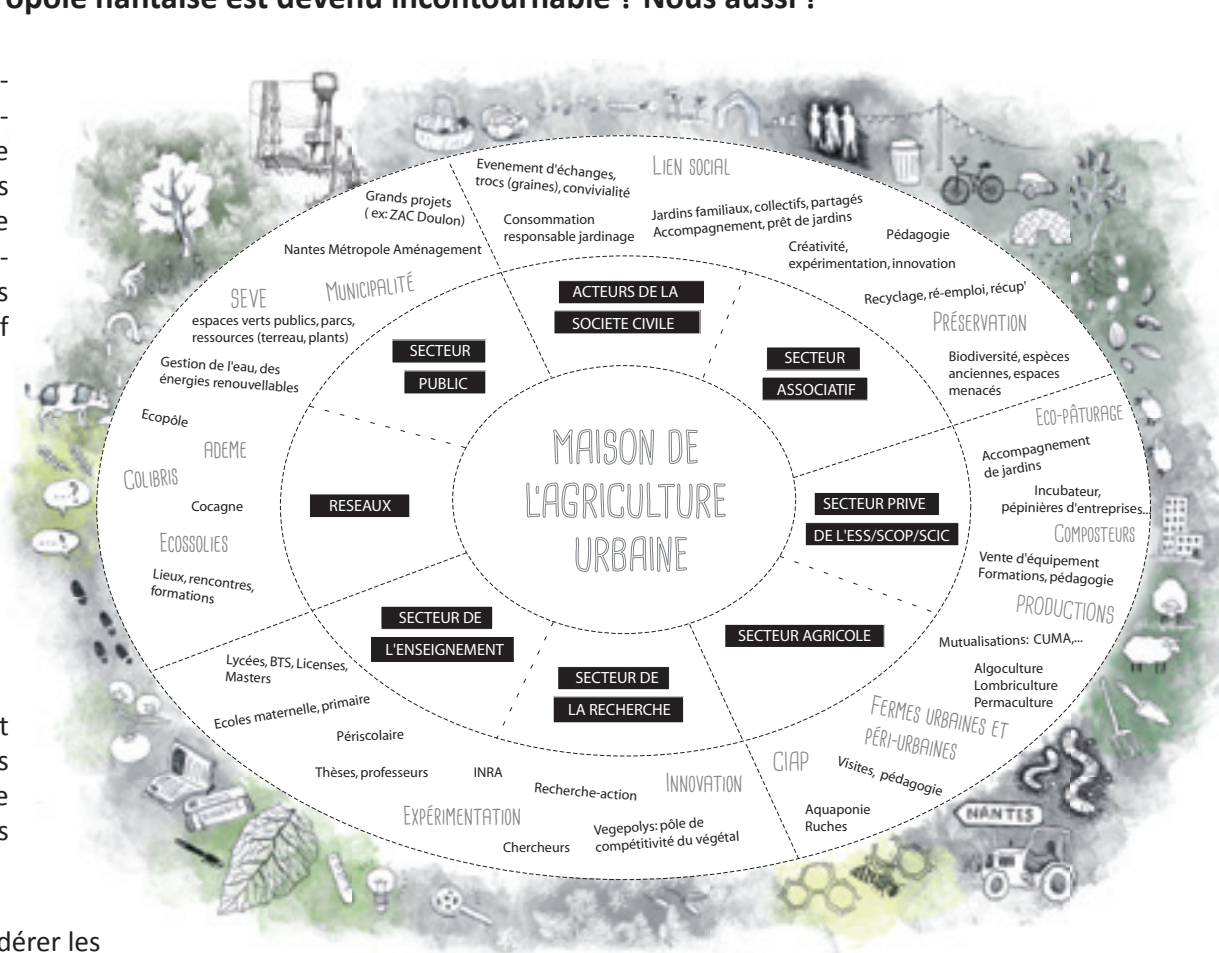 ropole nantaise est devenu incontournable ? Nous aussi !
-
-
e
s
e
-
s
f
t
s
e
s
dérer les
Grands projets
( ex: ZAC Doulon)
Nantes Métropole Aménagement
SEVE
MUNICIPALITÉ
espaces verts publics, parcs,
ressources (terreau, plants)
Gestion de l'eau, des
énergies renouvellables
Ecopôle
ADEME
COLIBRIS
Cocagne
ECOSSOLIES
Lieux, rencontres,
formations
Evenement d'échanges,
trocs (graines), convivialité
LIEN SOCIAL
Consommation
responsable jardinage
Jardins familiaux, collectifs, partagés
Accompagnement, prêt de jardins
Pédagogie
Créativité,
expérimentation, innovation
Recyclage, ré-emploi, récup'
PRÉSERVATION
Biodiversité, espèces
anciennes, espaces
menacés
ECO-PÂTURAGE
Accompagnement
de jardins
Incubateur,
pépinières d'entreprises...
COMPOSTEURS
Vente d'équipement
Formations, pédagogie
PRODUCTIONS
Mutualisations: CUMA,...
Algoculture
Lombriculture
Permaculture
FERMES URBAINES ET
PÉRI-URBAINES
CIAP
Visites, pédagogie
Aquaponie
Ruches
Lycées, BTS, Licenses,
Masters
Ecoles maternelle, primaire
Périscolaire
Thèses, professeurs
INRA
Recherche-action
INNOVATION
EXPÉRIMENTATION
Chercheurs
Vegepolys: pôle de
compétitivité du végétal
ACTEURS DE LA
SOCIETE CIVILE
SECTEUR
PUBLIC
SECTEUR
ASSOCIATIF
RESEAUX
SECTEUR PRIVE
DE L'ESS/SCOP/SCIC
SECTEUR DE
L'ENSEIGNEMENT
SECTEUR DE
LA RECHERCHE
SECTEUR AGRICOLE
MAISON DE
L'AGRICULTURE
URBAINE
NANTES